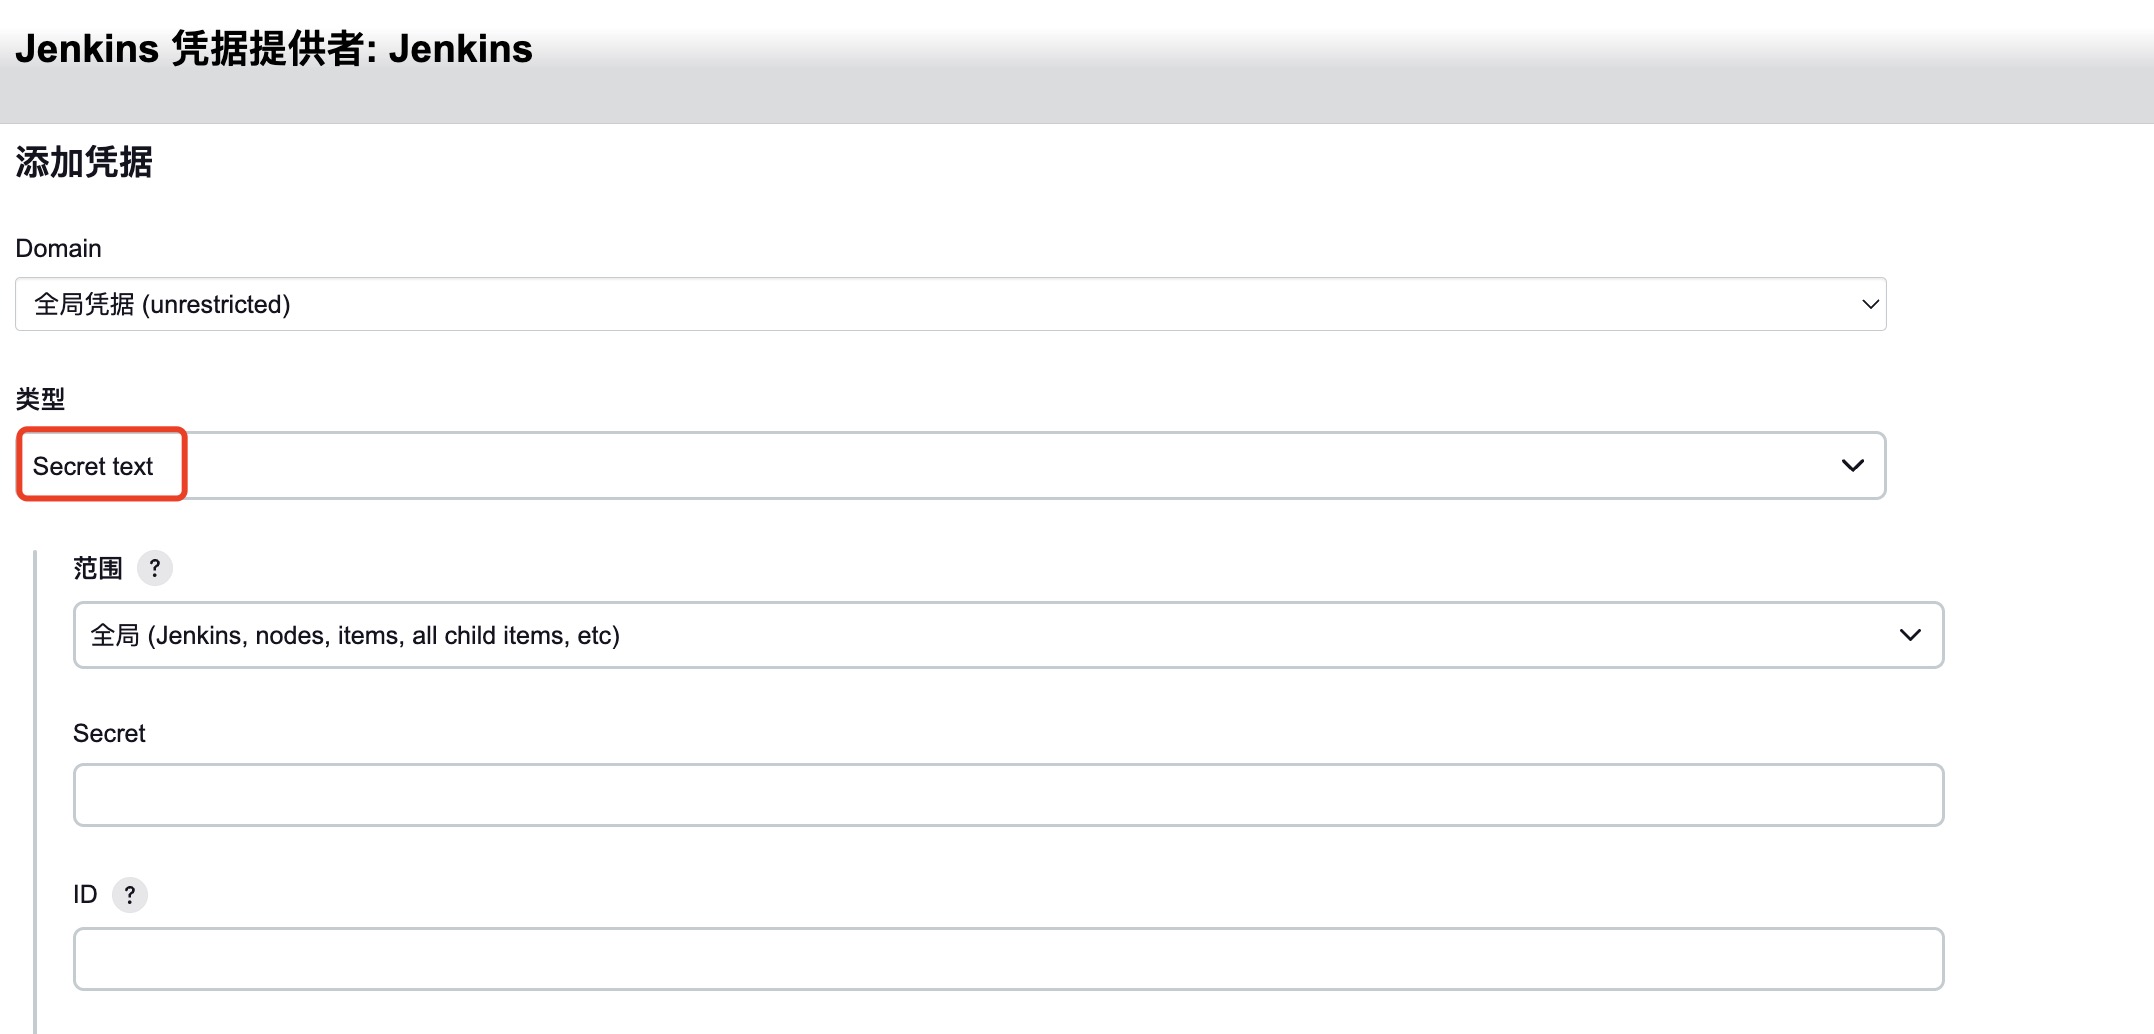 Jenkins 凭据提供者: Jenkins
添加凭据
Domain
全局凭据 (unrestricted)
类型
Secret text
范围 ?
全局 (Jenkins, nodes, items, all child items, etc)
Secret
ID ?